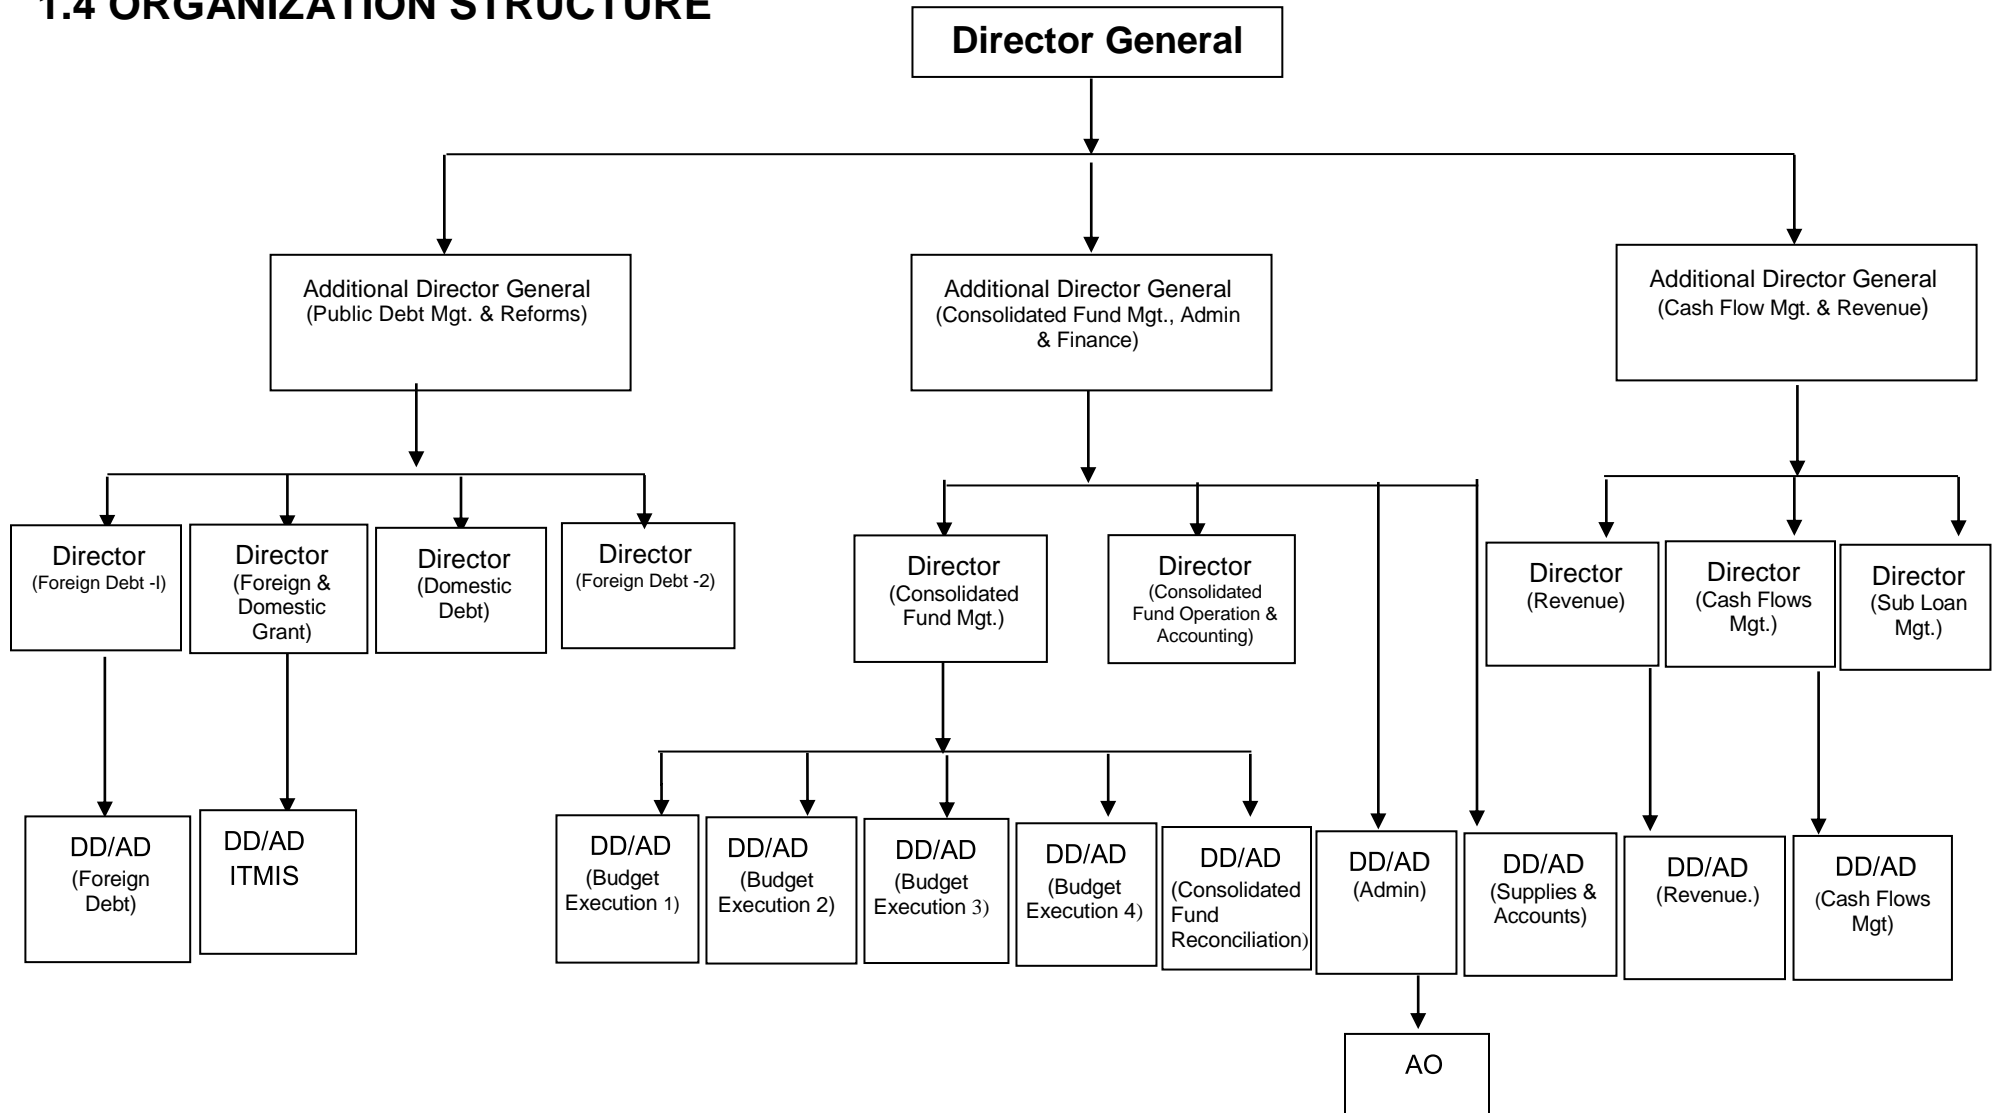 1.4 ORGANIZATION STRUCTURE
Director General
Additional Director General
(Public Debt Mgt. & Reforms)
Additional Director General
(Consolidated Fund Mgt., Admin
& Finance)
Additional Director General
(Cash Flow Mgt. & Revenue)
Director
(Foreign Debt -I)
Director
(Foreign &
Domestic
Grant)
Director
(Domestic
Debt)
Director
(Foreign Debt -2)
Director
(Consolidated
Fund Mgt.)
Director
(Consolidated
Fund Operation &
Accounting)
Director
(Revenue)
Director
(Cash Flows
Mgt.)
Director
(Sub Loan
Mgt.)
DD/AD
(Foreign
Debt)
DD/AD
ITMIS
DD/AD
(Budget
Execution 1)
DD/AD
(Budget
Execution 2)
DD/AD
(Budget
Execution 3)
DD/AD
(Budget
Execution 4)
DD/AD
(Consolidated
Fund
Reconciliation)
DD/AD
(Admin)
DD/AD
(Supplies &
Accounts)
DD/AD
(Revenue.)
DD/AD
(Cash Flows
Mgt)
AO